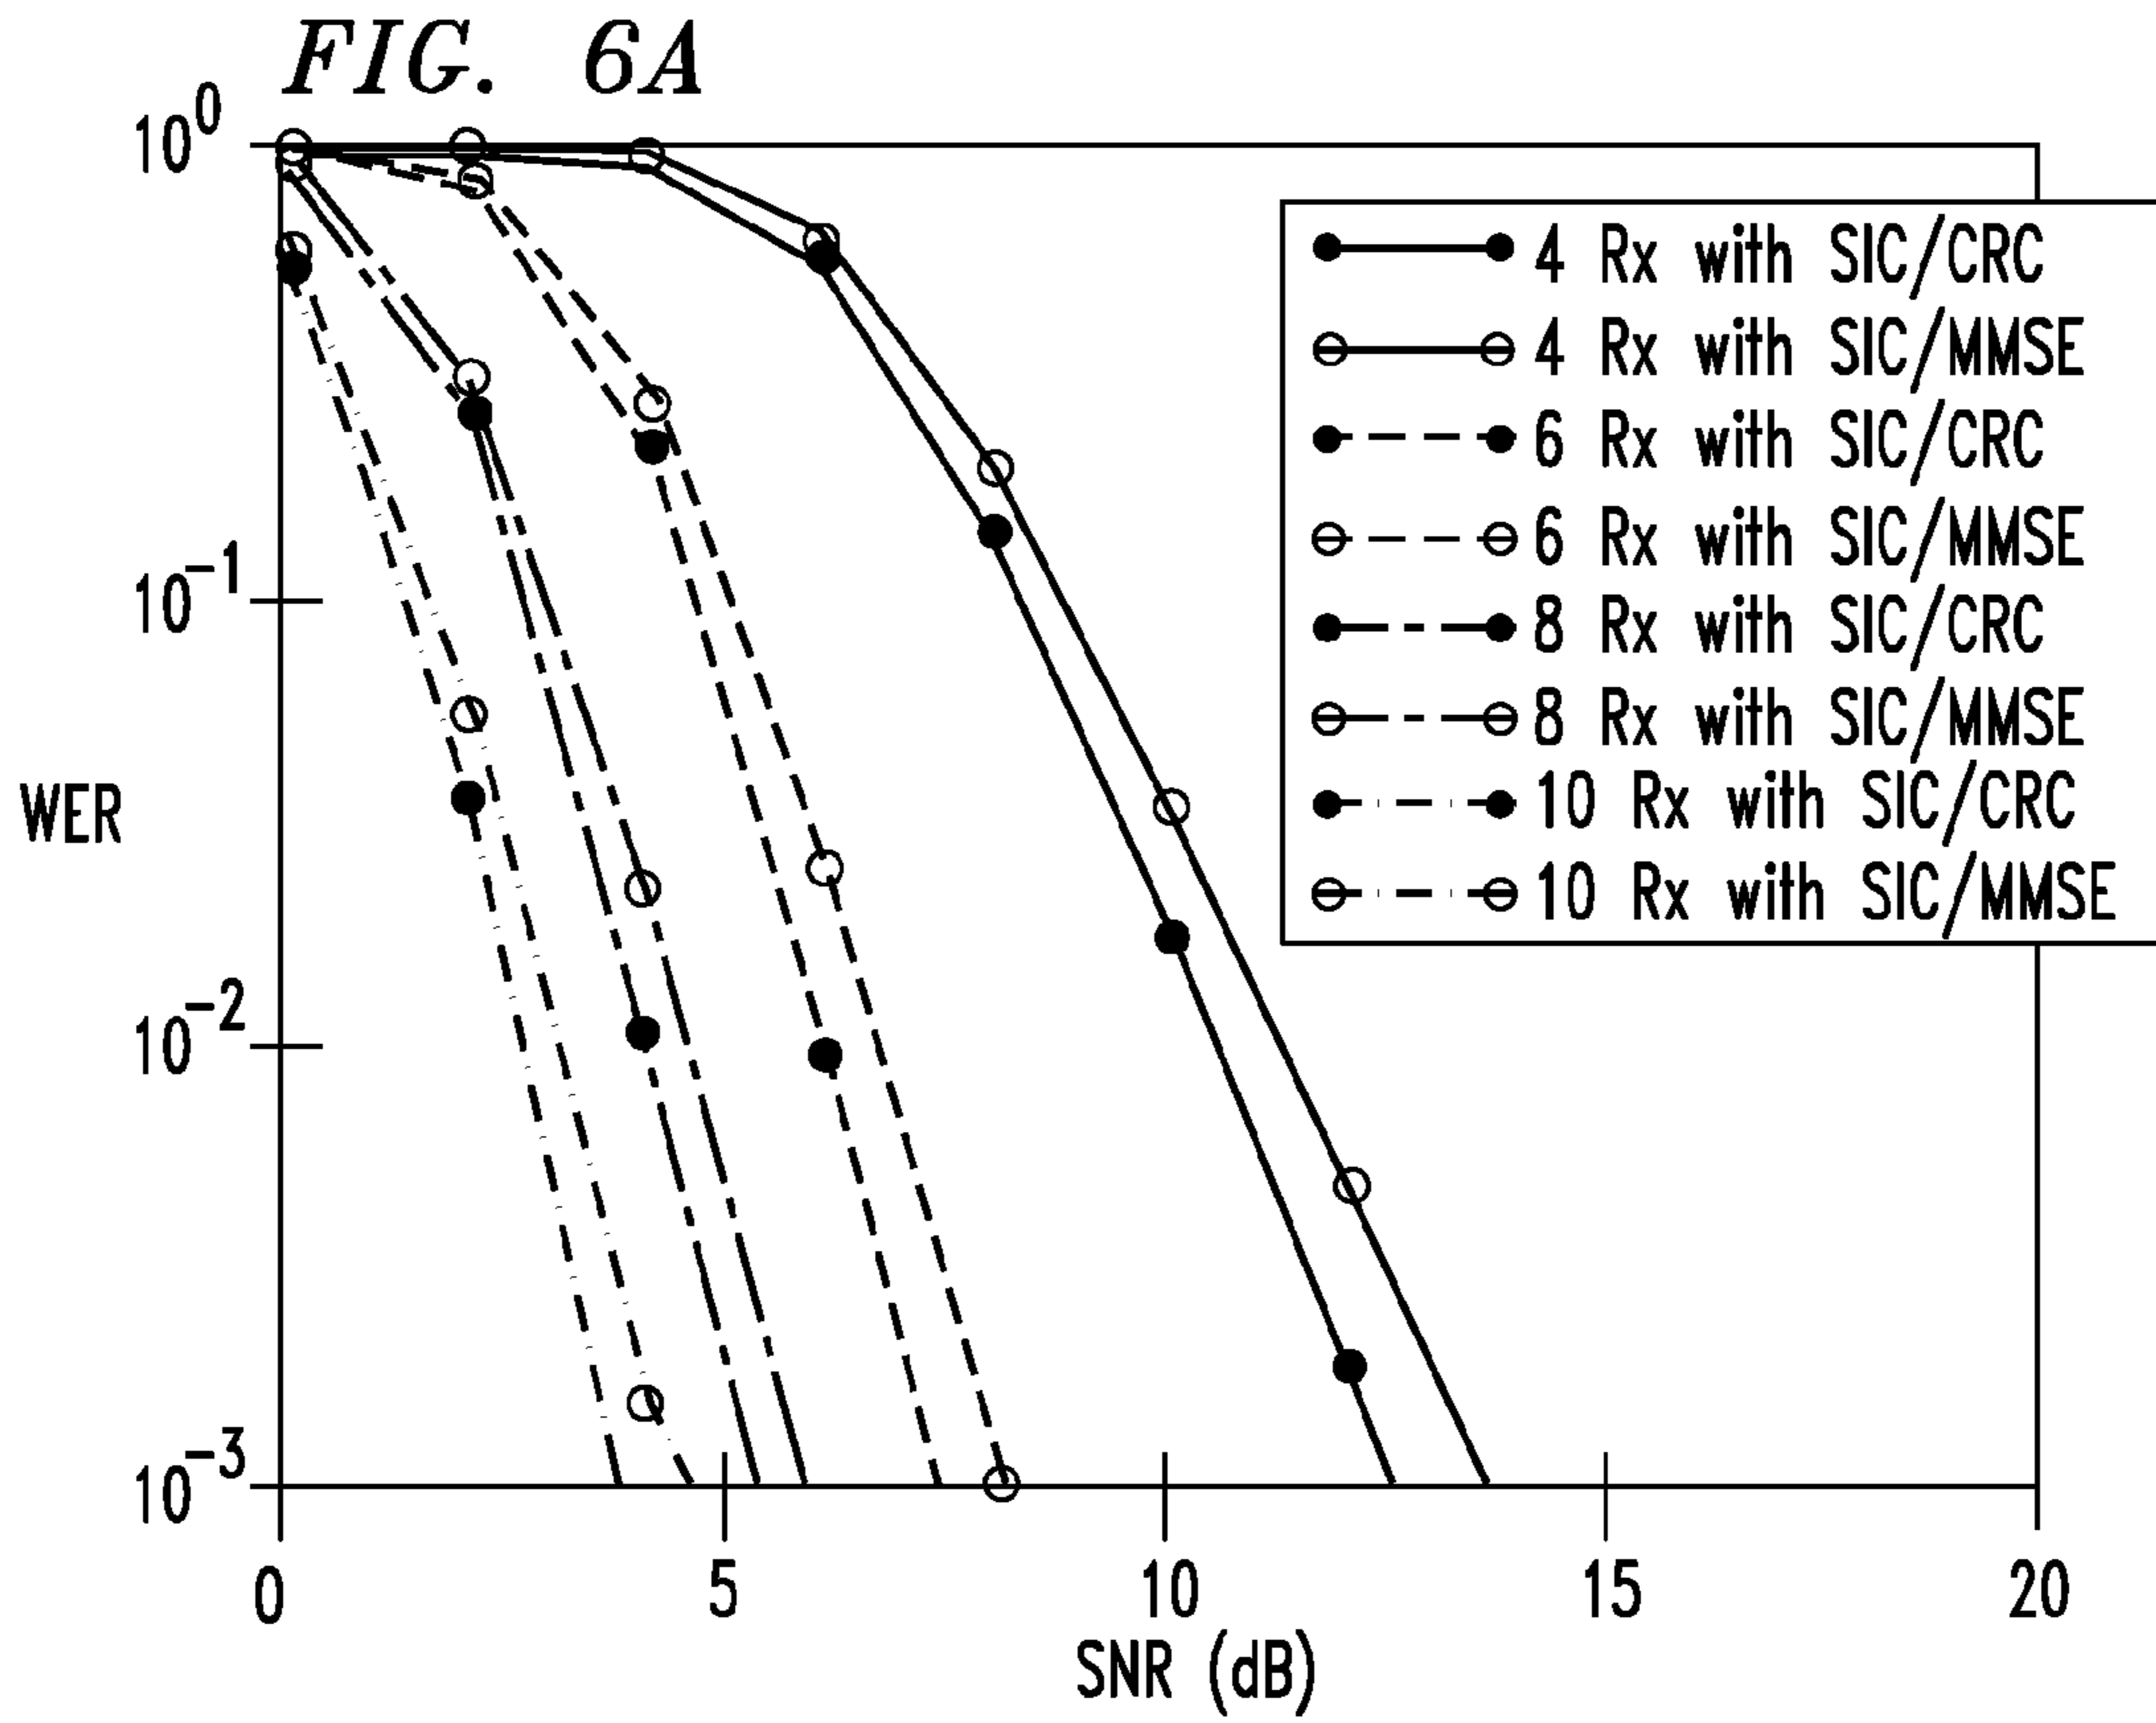 FIG. 6A
10^0
10^-1
10^-2
10^-3
WER
4 Rx with SIC/CRC
4 Rx with SIC/MMSE
6 Rx with SIC/CRC
6 Rx with SIC/MMSE
8 Rx with SIC/CRC
8 Rx with SIC/MMSE
10 Rx with SIC/CRC
10 Rx with SIC/MMSE
0 5 10 15 20
SNR (dB)